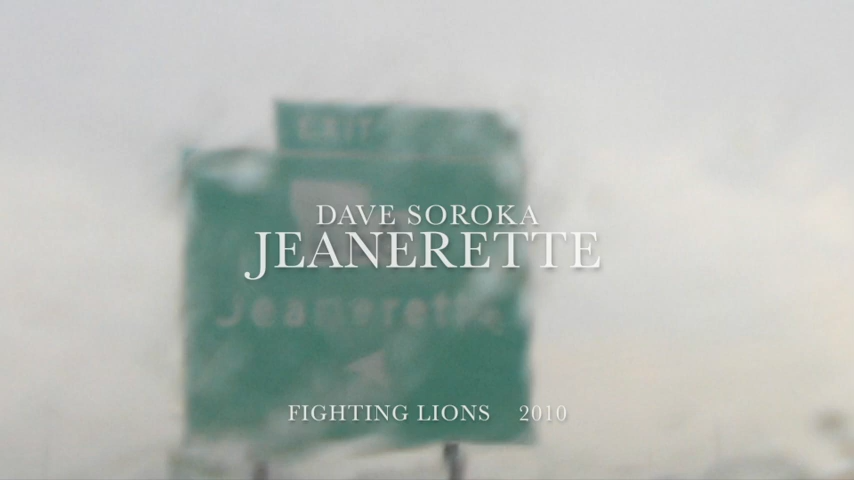 EXIT
DAVE SOROKA
JEANERETTE
Jeanerette
FIGHTING LIONS 2010